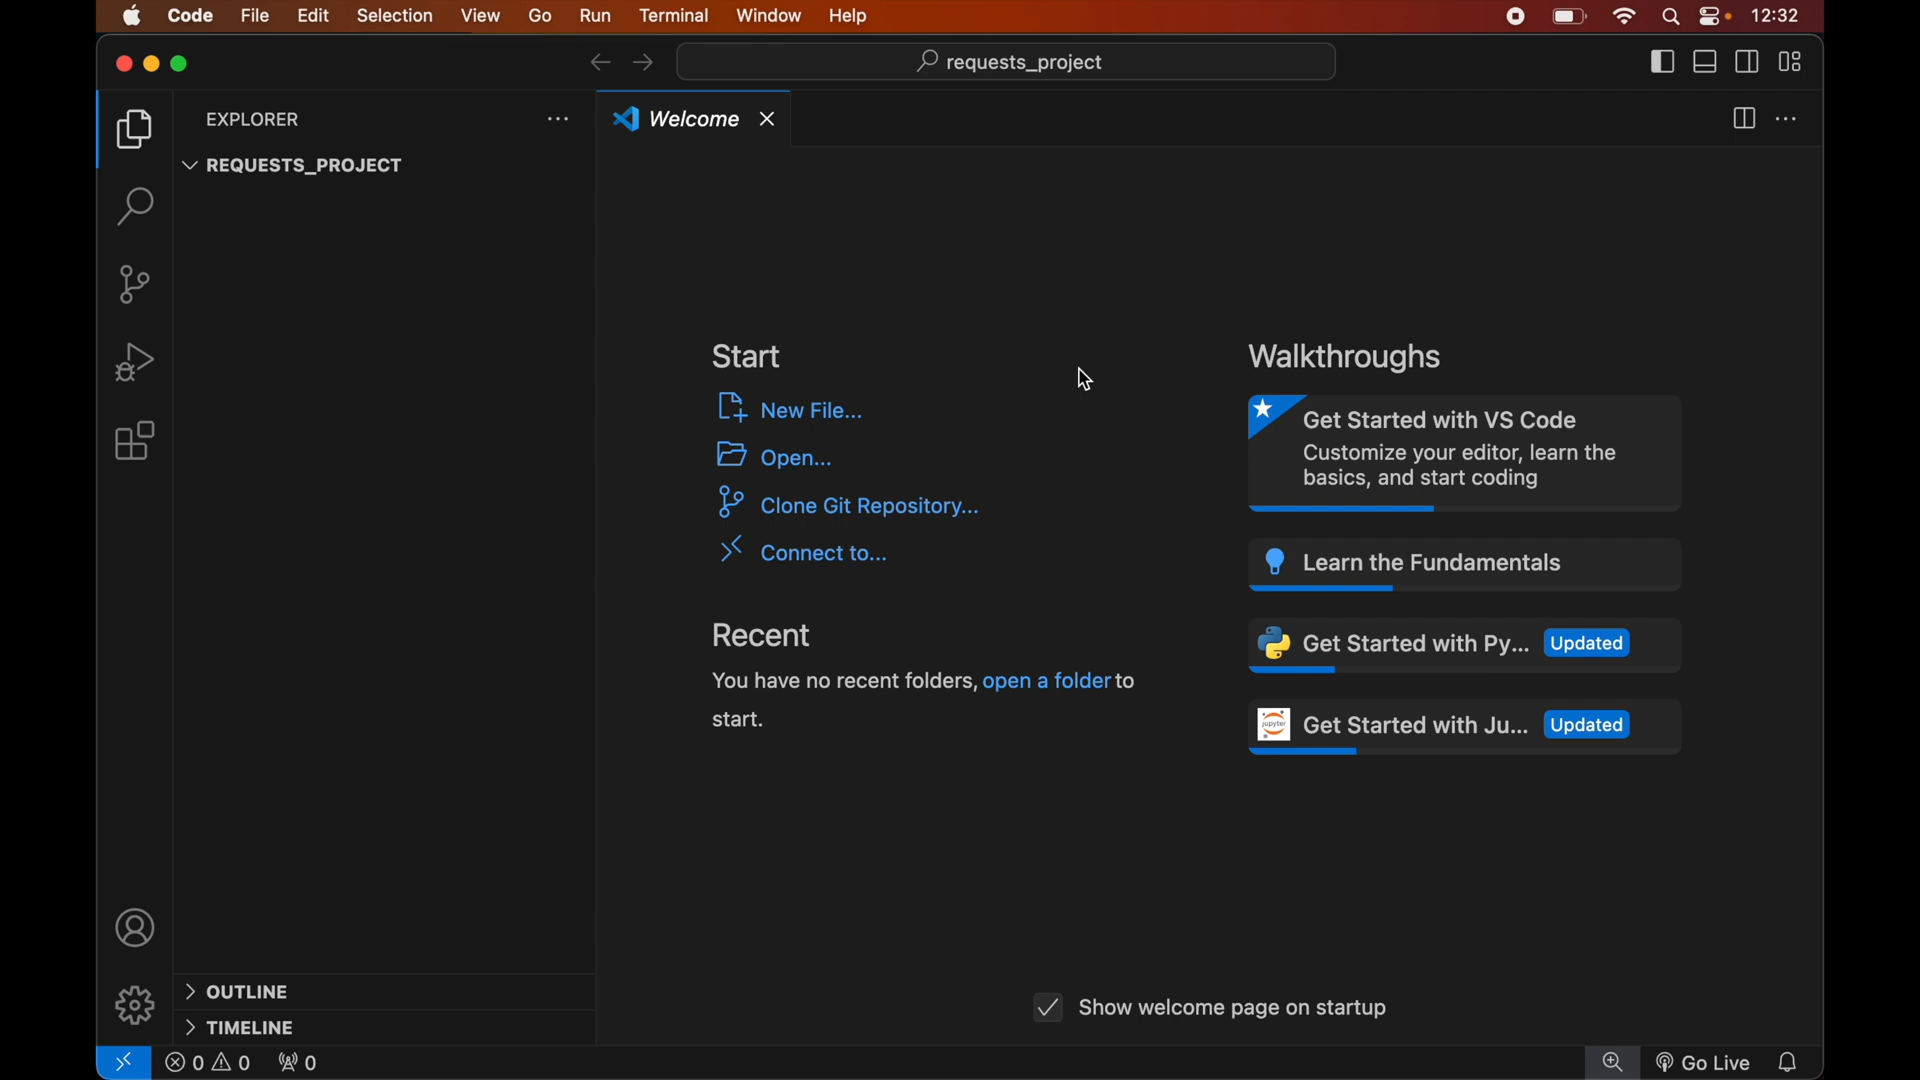 Code File Edit Selection View Go Run Terminal Window Help 12:32
requests_project
EXPLORER
REQUESTS_PROJECT
Welcome
Start
New File...
Open...
Clone Git Repository...
Connect to...
Recent
You have no recent folders, open a folder to
start.
Walkthroughs
Get Started with VS Code
Customize your editor, learn the
basics, and start coding
Learn the Fundamentals
Get Started with Py... Updated
jupyter Get Started with Ju... Updated
Show welcome page on startup
OUTLINE
TIMELINE
0 0 0 Go Live